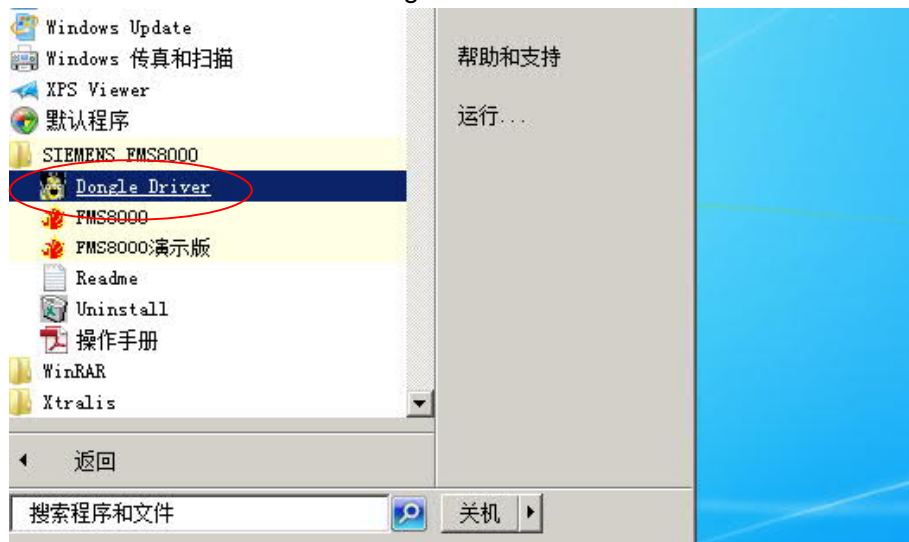 Windows Update
Windows 传真和扫描
XPS Viewer
默认程序
SIEMENS FMS8000
Dongle Driver
FMS8000
FMS8000演示版
Readme
Uninstall
操作手册
WinRAR
Xtralis
返回
搜索程序和文件
帮助和支持
运行...
关机